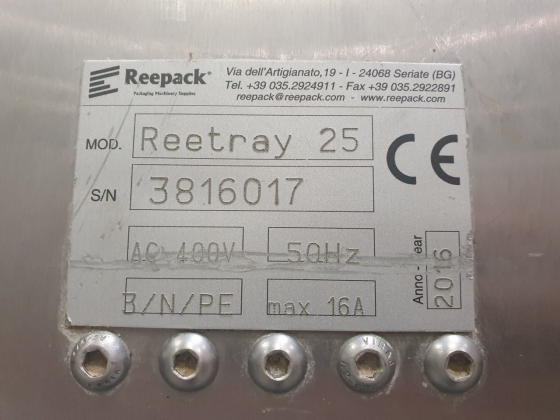 Reepack®
Packaging Machinery Supplies
Via dell'Artigianato,19 - I - 24068 Seriate (BG)
Tel. +39 035.2924911 - Fax +39 035.2922891
reepack@reepack.com - www.reepack.com
MOD. Reetray 25
CE
S/N 3816017
AC 400V 50Hz
3/N/PE max 16A
Anno - Year 2016